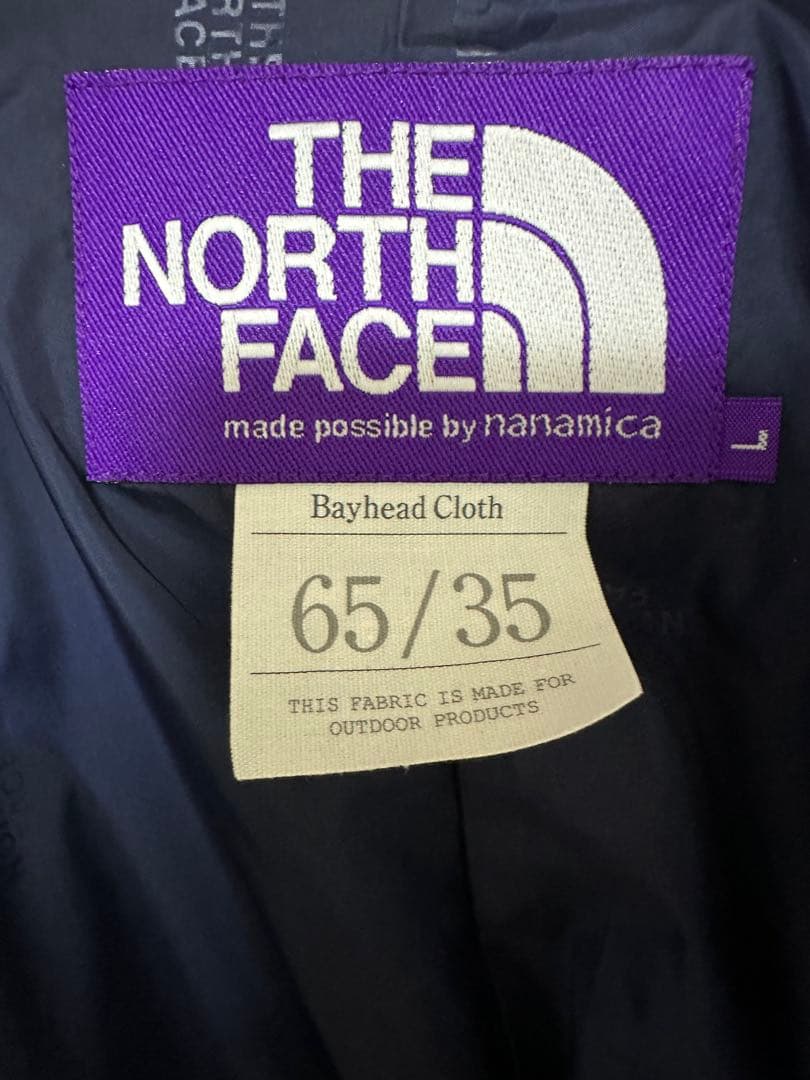 THE
NORTH
FACE
made possible by nanamica
L
Bayhead Cloth
65/35
THIS FABRIC IS MADE FOR
OUTDOOR PRODUCTS